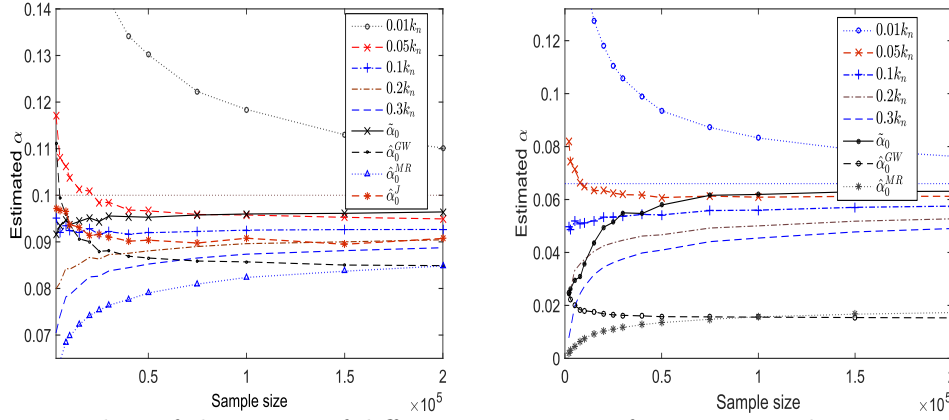 0.14
0.13
0.12
0.11
0.1
0.09
0.08
0.07
Estimated α
0.01k_n
0.05k_n
0.1k_n
0.2k_n
0.3k_n
α̃_0
α̂_0^{GW}
α̂_0^{MR}
α̂_0^{J}
0.5 1 1.5 2
Sample size ×10^5
0.12
0.1
0.08
0.06
0.04
0.02
0
Estimated α
0.01k_n
0.05k_n
0.1k_n
0.2k_n
0.3k_n
α̃_0
α̂_0^{GW}
α̂_0^{MR}
0 0.5 1 1.5 2
Sample size ×10^5